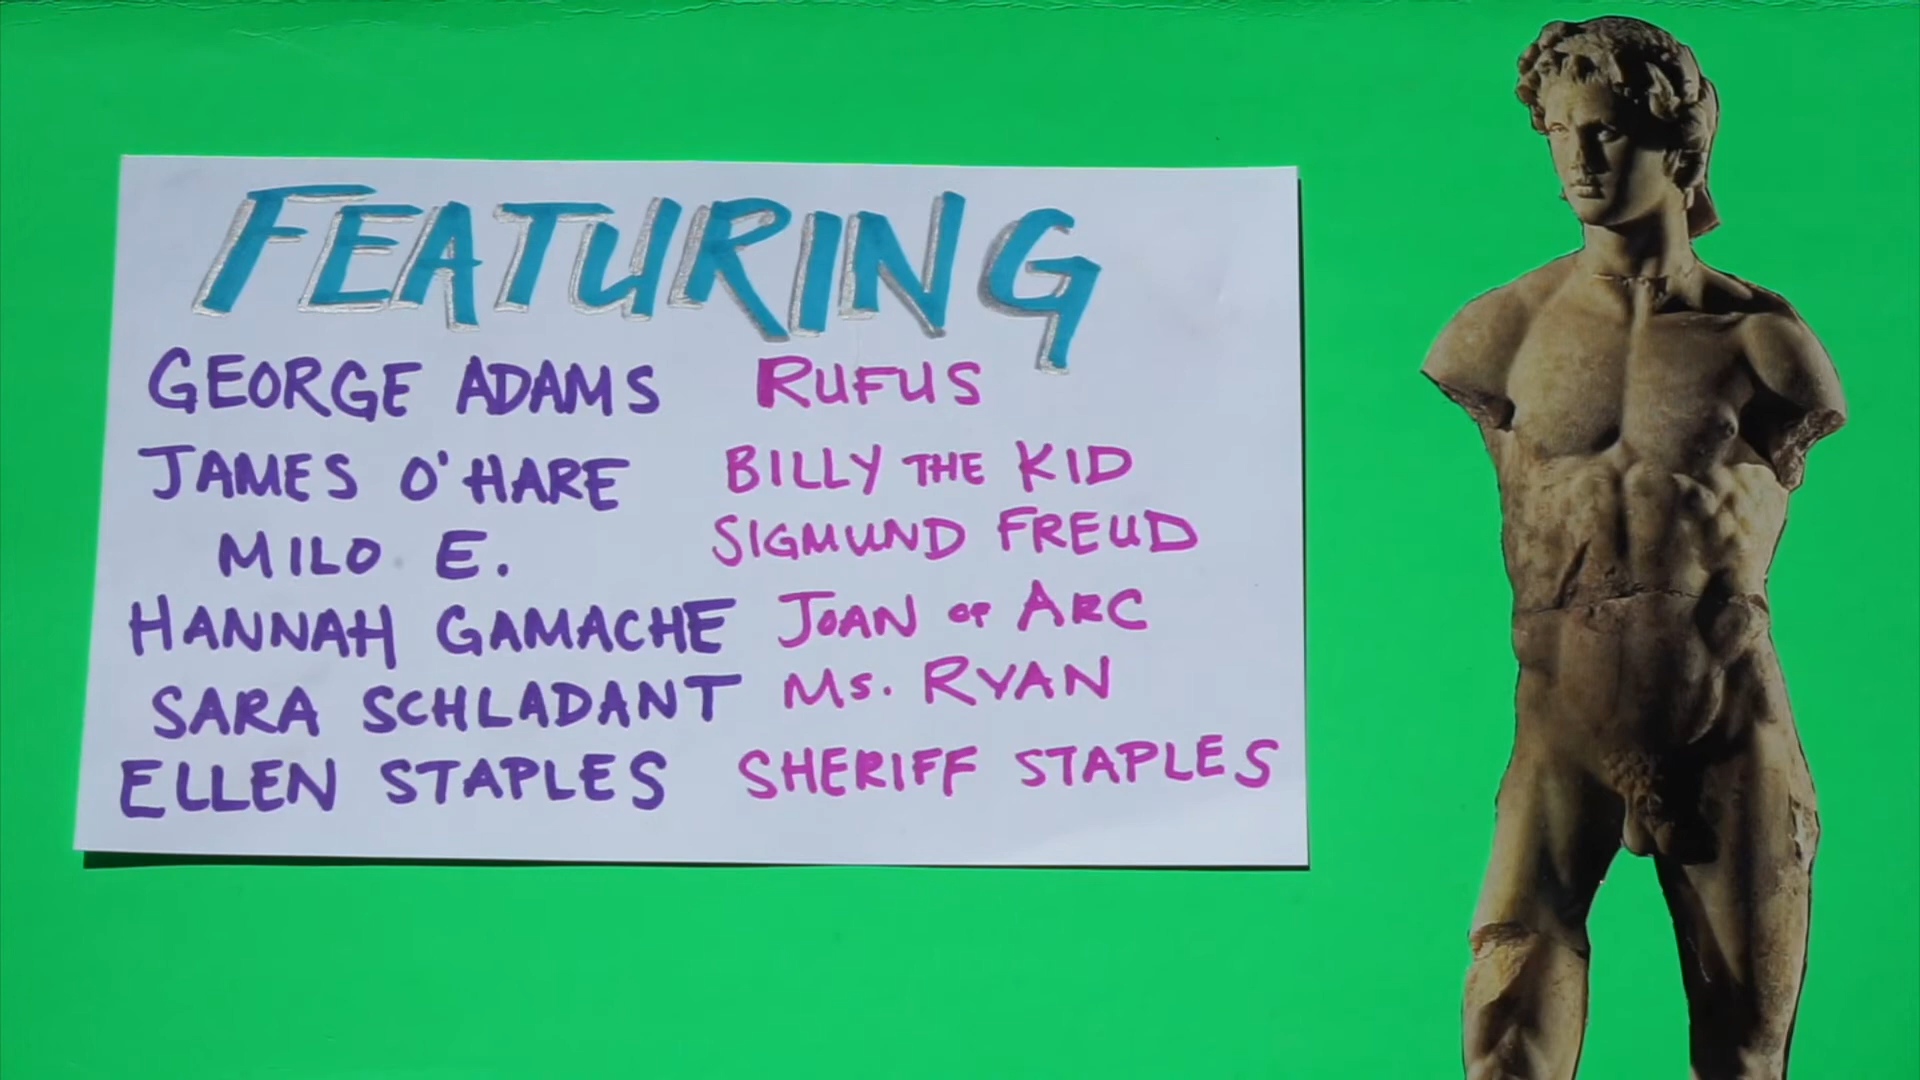 FEATURING
GEORGE ADAMS RUFUS
JAMES O'HARE BILLY THE KID
MILO E. SIGMUND FREUD
HANNAH GAMACHE JOAN OF ARC
SARA SCHLADANT MS. RYAN
ELLEN STAPLES SHERIFF STAPLES